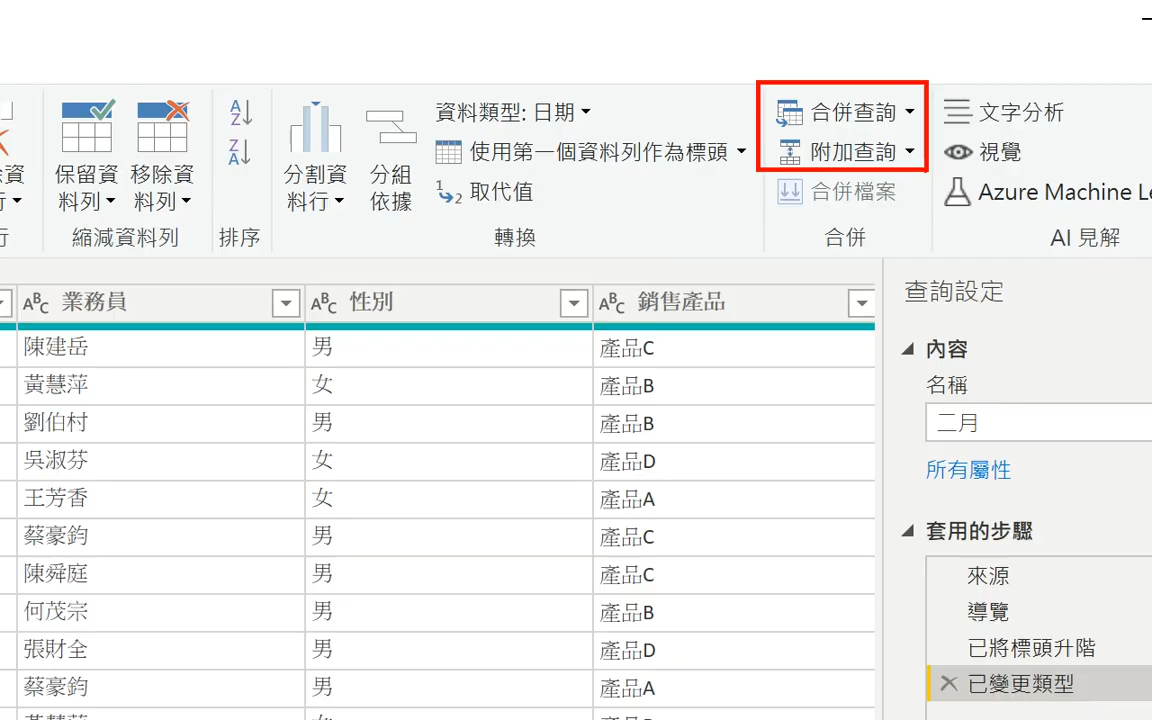 保留資料列
移除資料列
縮減資料列
排序
分割資料行
分組依據
資料類型: 日期
使用第一個資料列作為標頭
取代值
轉換
合併查詢
附加查詢
合併檔案
合併
文字分析
視覺
Azure Machine Le
AI 見解
業務員 性別 銷售產品
陳建岳 男 產品C
黃慧萍 女 產品B
劉伯村 男 產品B
吳淑芬 女 產品D
王芳香 女 產品A
蔡豪鈞 男 產品C
陳舜庭 男 產品C
何茂宗 男 產品B
張財全 男 產品D
蔡豪鈞 男 產品A
查詢設定
內容
名稱
二月
所有屬性
套用的步驟
來源
導覽
已將標頭升階
已變更類型